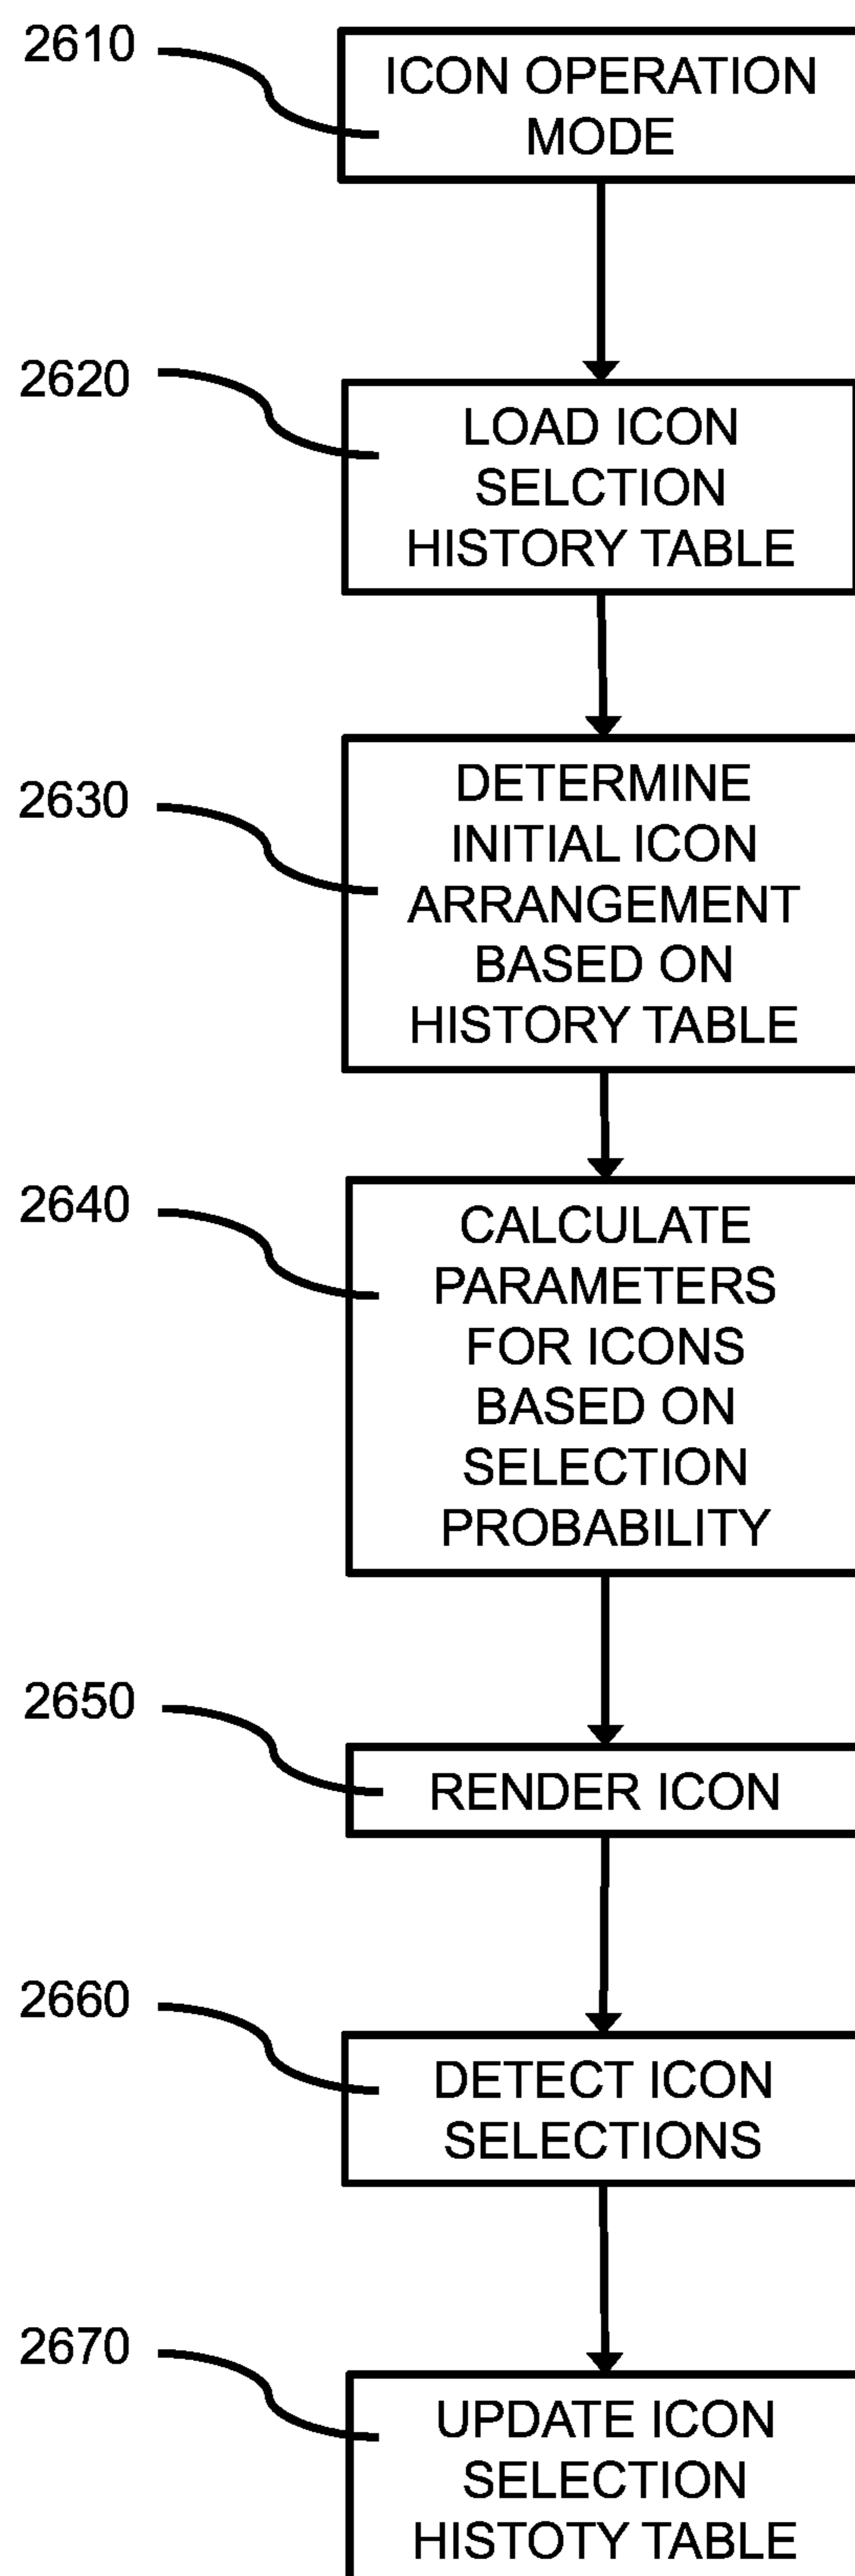 2610
ICON OPERATION
MODE
2620
LOAD ICON
SELCTION
HISTORY TABLE
2630
DETERMINE
INITIAL ICON
ARRANGEMENT
BASED ON
HISTORY TABLE
2640
CALCULATE
PARAMETERS
FOR ICONS
BASED ON
SELECTION
PROBABILITY
2650
RENDER ICON
2660
DETECT ICON
SELECTIONS
2670
UPDATE ICON
SELECTION
HISTOTY TABLE